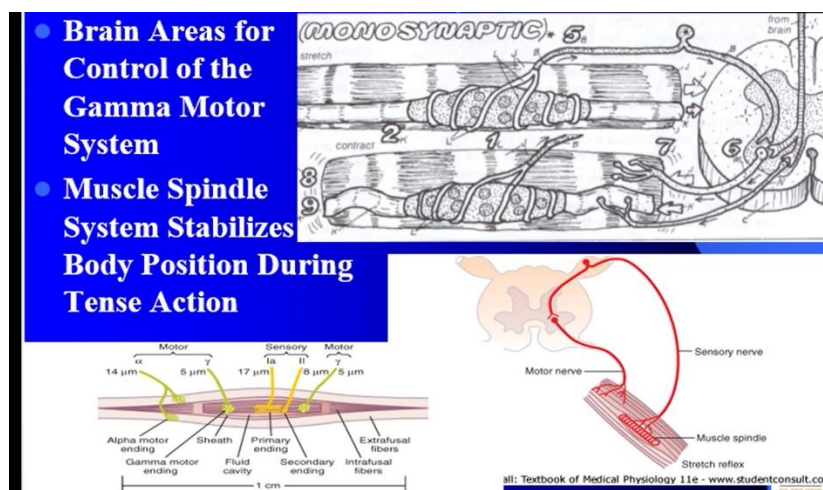 Brain Areas for
Control of the
Gamma Motor
System
Muscle Spindle
System Stabilizes
Body Position During
Tense Action
(MONOSYNAPTIC)*
stretch
contract
from
brain
1
2
5
6
7
8
9
Motor Sensory Motor
α γ Ia II γ
14 μm 5 μm 17 μm 8 μm 5 μm
Alpha motor
ending
Gamma motor
ending
Sheath
Fluid
cavity
Primary
ending
Secondary
ending
Intrafusal
fibers
Extrafusal
fibers
1 cm
Sensory nerve
Motor nerve
Muscle spindle
Stretch reflex
all: Textbook of Medical Physiology 11e - www.studentconsult.co